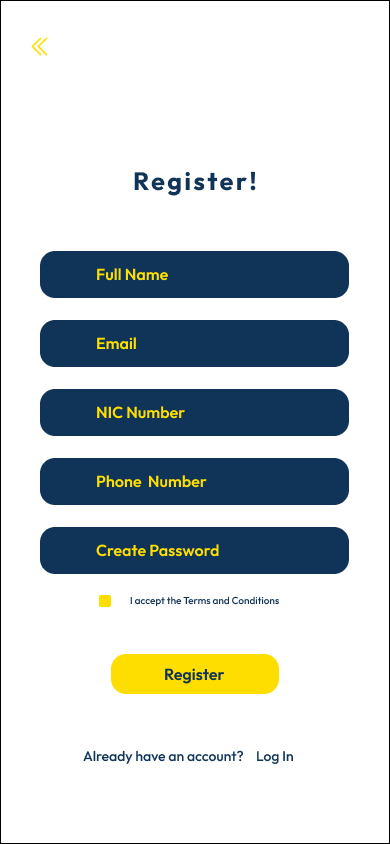 Register!
Full Name
Email
NIC Number
Phone  Number
Create Password
I accept the Terms and Conditions
Register
Already have an account?   Log In